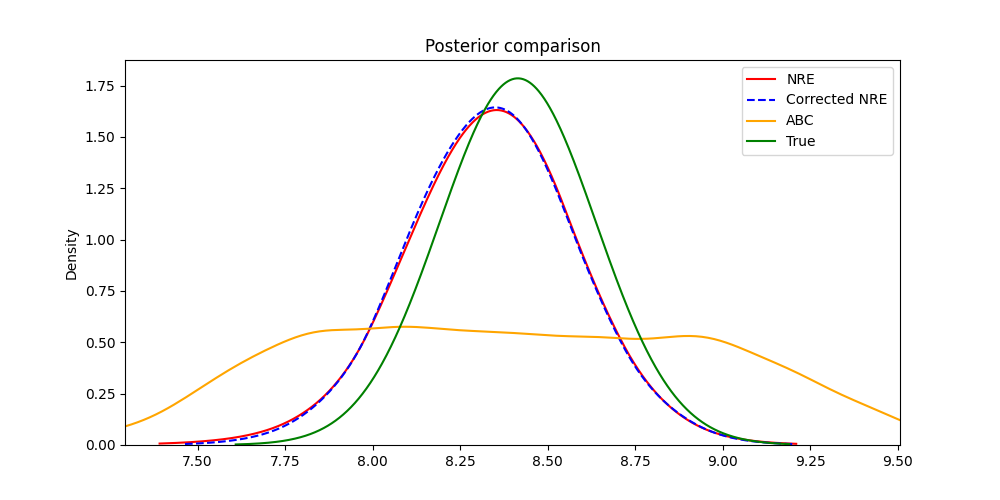 Posterior comparison
NRE
Corrected NRE
ABC
True
Density
1.75
1.50
1.25
1.00
0.75
0.50
0.25
0.00
7.50 7.75 8.00 8.25 8.50 8.75 9.00 9.25 9.50